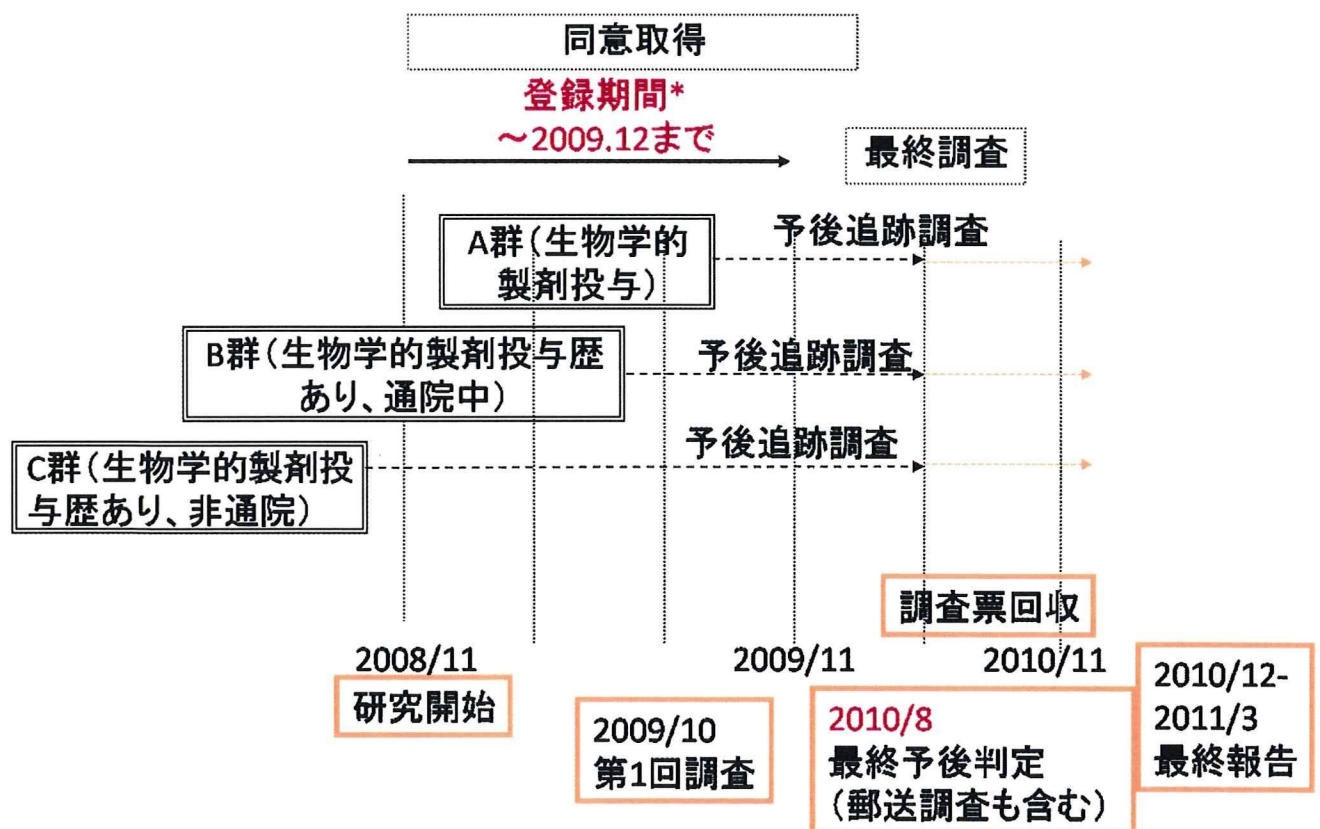 同意取得
登録期間*
～2009.12まで
最終調査
A群（生物学的
製剤投与）
予後追跡調査
B群（生物学的製剤投与歴
あり、通院中）
予後追跡調査
C群（生物学的製剤投
与歴あり、非通院）
予後追跡調査
調査票回収
2008/11
2009/11
2010/11
研究開始
2009/10
第1回調査
2010/8
最終予後判定
（郵送調査も含む）
2010/12-
2011/3
最終報告